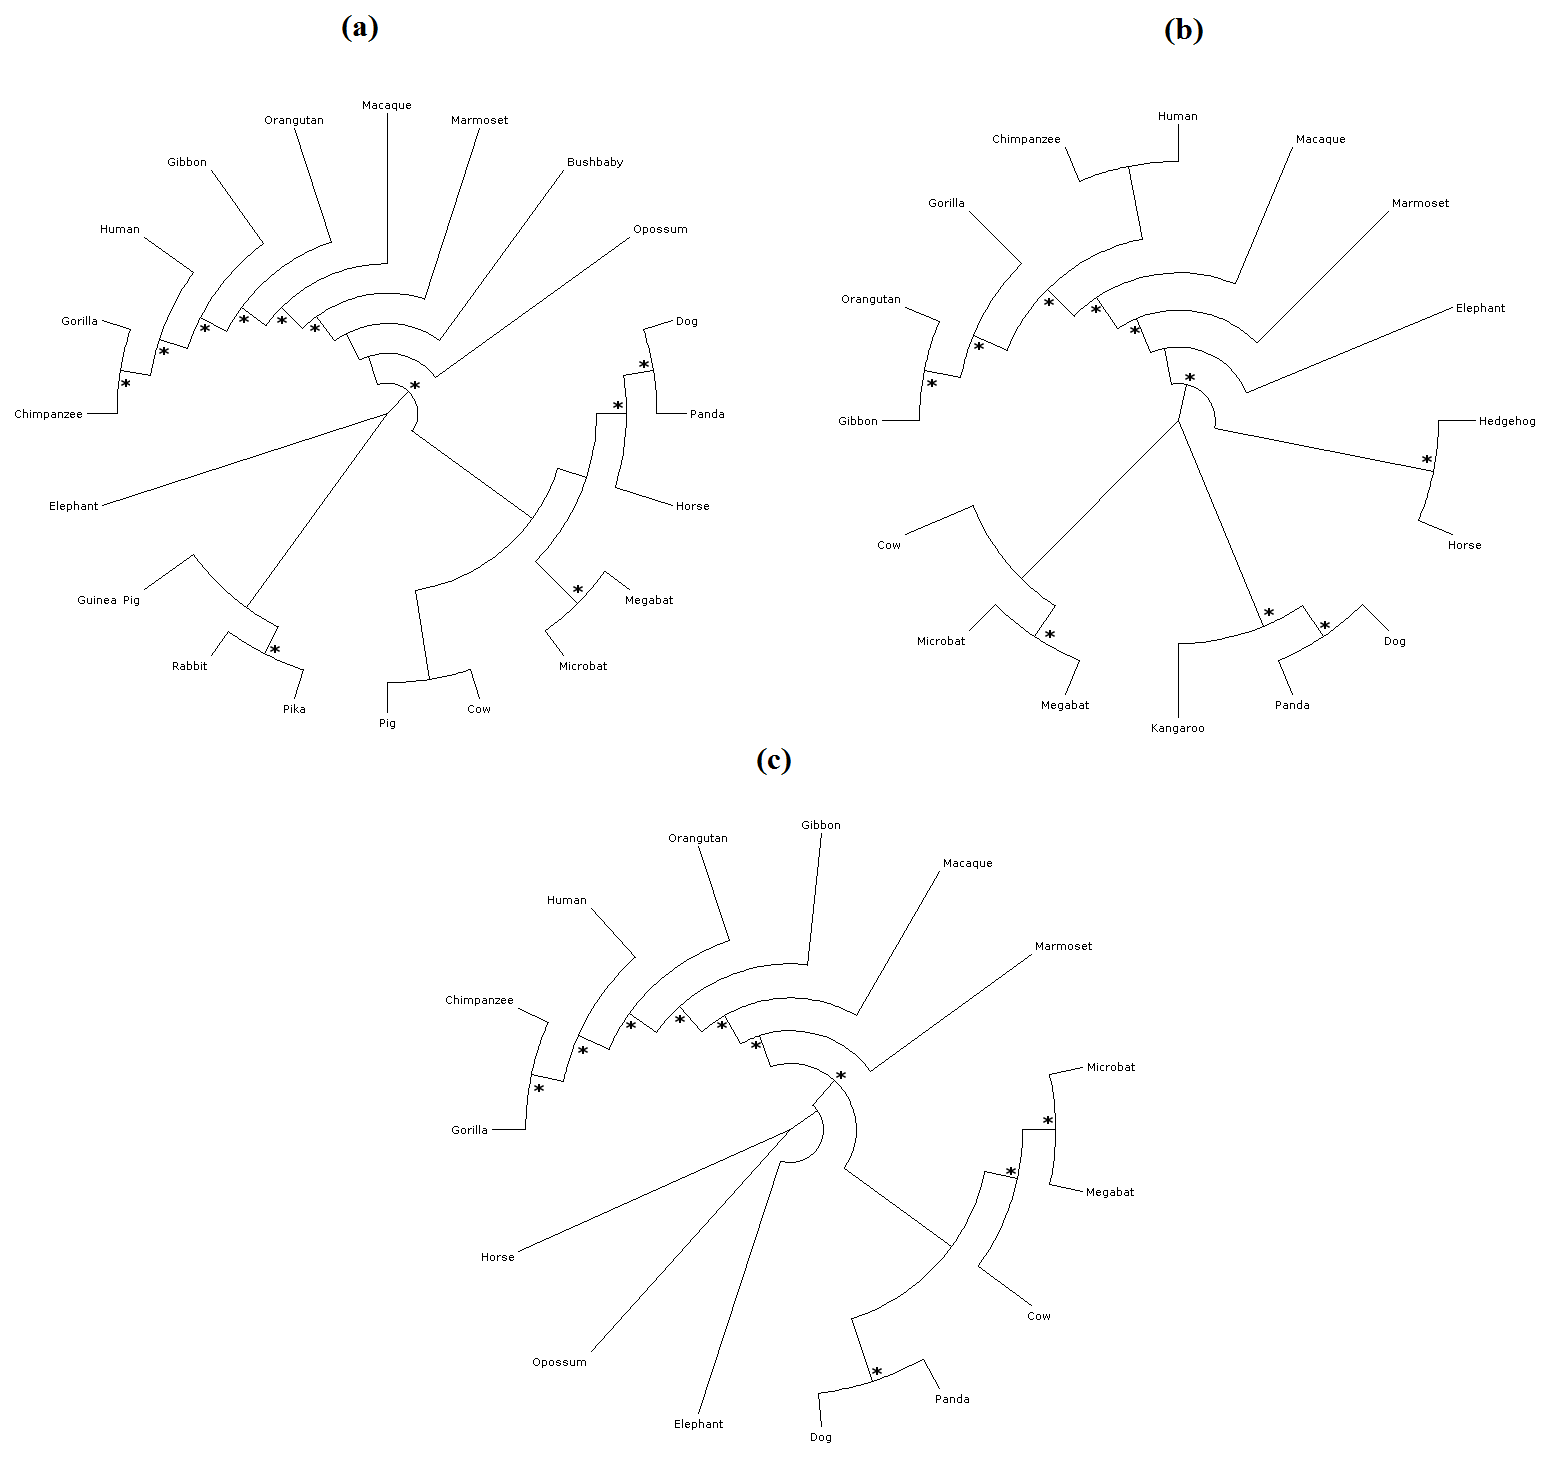 (a)
Macaque
Orangutan
Marmoset
Gibbon
Bushbaby
Human
Opossum
Gorilla
Dog
Chimpanzee
Panda
Elephant
Horse
Guinea Pig
Megabat
Rabbit
Microbat
Pika
Cow
Pig
(b)
Human
Chimpanzee
Macaque
Gorilla
Marmoset
Orangutan
Elephant
Gibbon
Hedgehog
Cow
Horse
Microbat
Dog
Megabat
Panda
Kangaroo
(c)
Gibbon
Orangutan
Macaque
Human
Marmoset
Chimpanzee
Microbat
Gorilla
Megabat
Horse
Cow
Opossum
Panda
Elephant
Dog